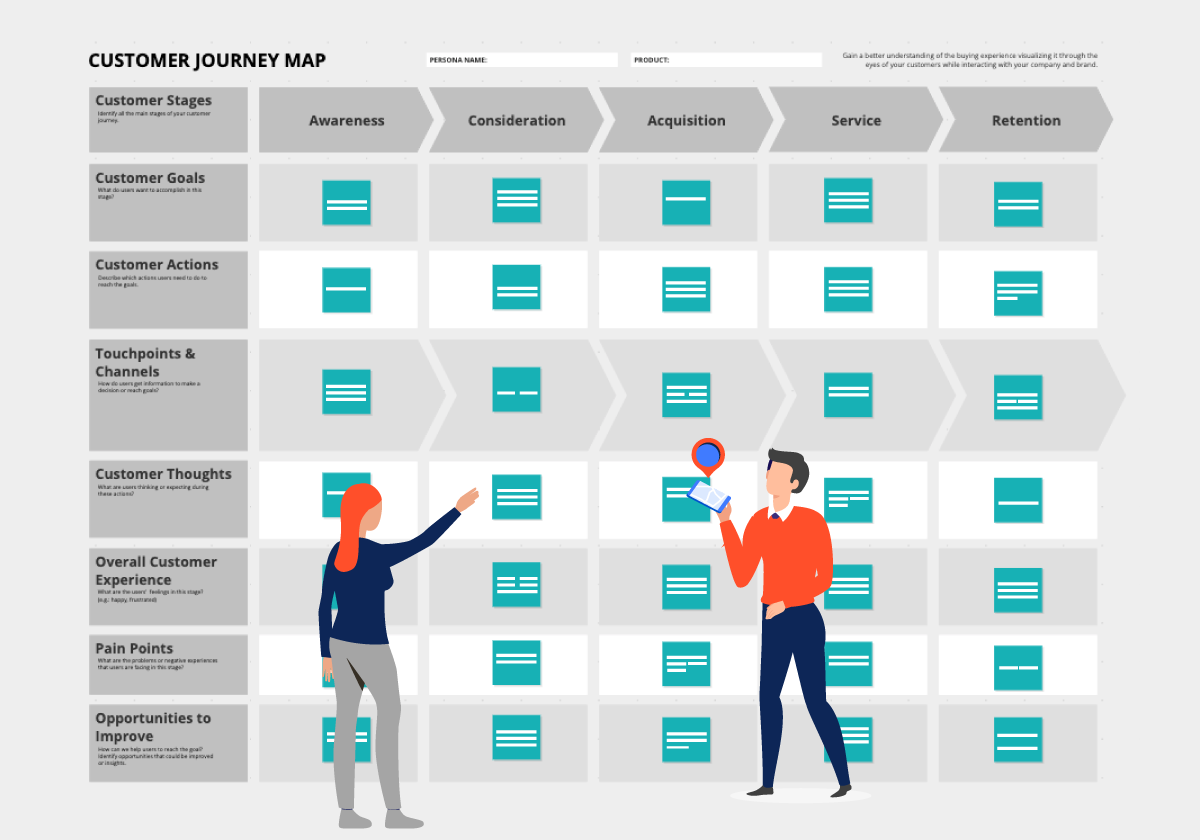 CUSTOMER JOURNEY MAP
PERSONA NAME:
PRODUCT:
Gain a better understanding of the buying experience visualizing it through the
eyes of your customers while interacting with your company and brand.
Customer Stages
Identify all the main stages of your customer
journey.
Awareness
Consideration
Acquisition
Service
Retention
Customer Goals
What do users want to accomplish in this
stage?
Customer Actions
Describe which actions users need to do to
reach the goals.
Touchpoints &
Channels
How do users get information to make a
decision or reach goals?
Customer Thoughts
What are users thinking or expecting during
these actions?
Overall Customer
Experience
What are the users' feelings in this stage?
(e.g.: happy, frustrated)
Pain Points
What are the problems or negative experiences
that users are facing in this stage?
Opportunities to
Improve
How can we help users to reach the goal?
Identify opportunities that could be improved
or insights.